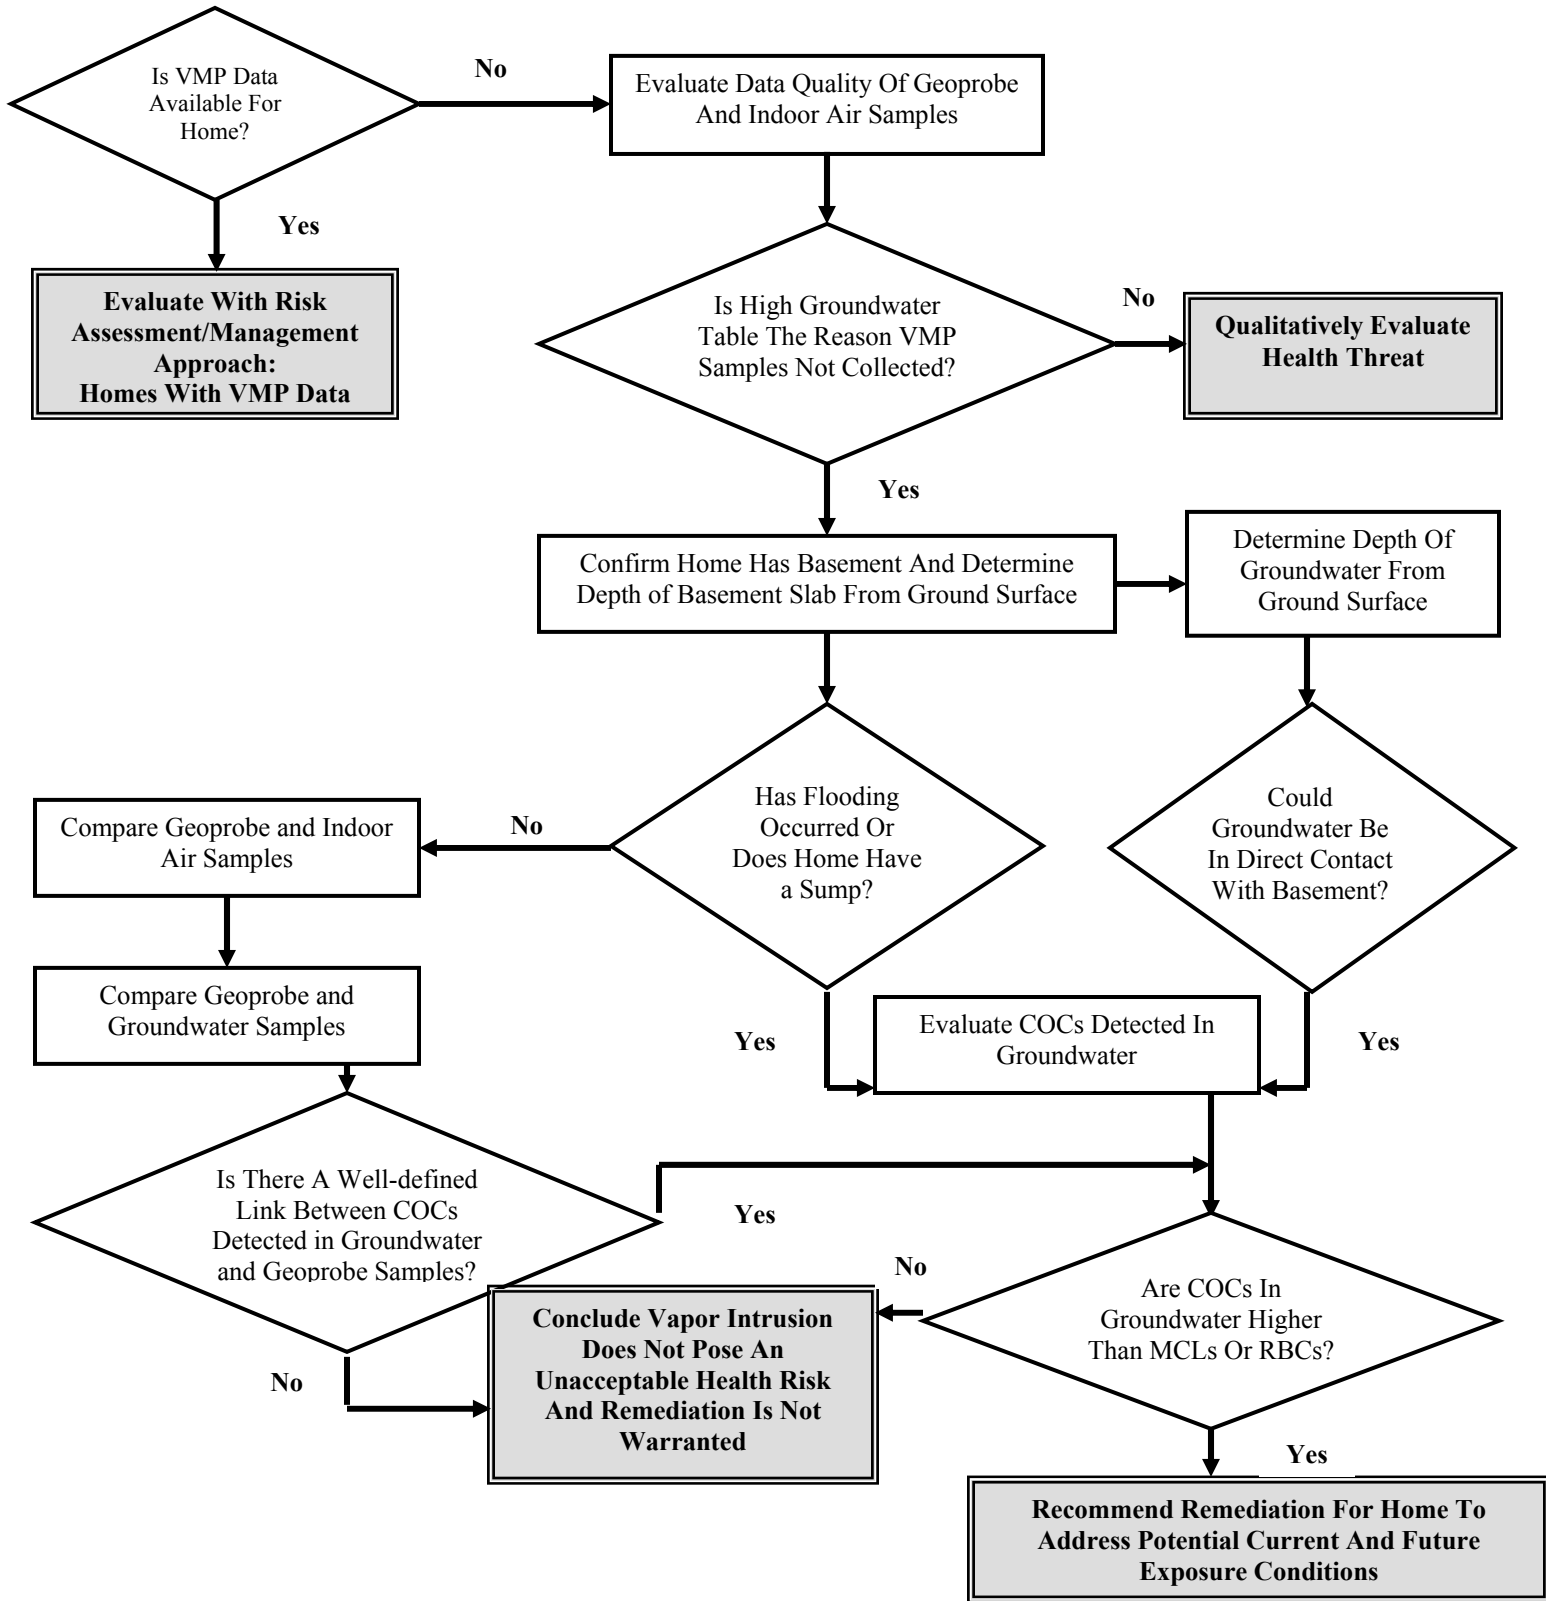 Is VMP Data
Available For
Home?
No
Evaluate Data Quality Of Geoprobe
And Indoor Air Samples
Yes
Evaluate With Risk
Assessment/Management
Approach:
Homes With VMP Data
Is High Groundwater
Table The Reason VMP
Samples Not Collected?
No
Qualitatively Evaluate
Health Threat
Yes
Confirm Home Has Basement And Determine
Depth of Basement Slab From Ground Surface
Determine Depth Of
Groundwater From
Ground Surface
Has Flooding
Occurred Or
Does Home Have
a Sump?
Could
Groundwater Be
In Direct Contact
With Basement?
No
Compare Geoprobe and Indoor
Air Samples
Compare Geoprobe and
Groundwater Samples
Yes
Evaluate COCs Detected In
Groundwater
Yes
Is There A Well-defined
Link Between COCs
Detected in Groundwater
and Geoprobe Samples?
Yes
No
Are COCs In
Groundwater Higher
Than MCLs Or RBCs?
No
Conclude Vapor Intrusion
Does Not Pose An
Unacceptable Health Risk
And Remediation Is Not
Warranted
Yes
Recommend Remediation For Home To
Address Potential Current And Future
Exposure Conditions